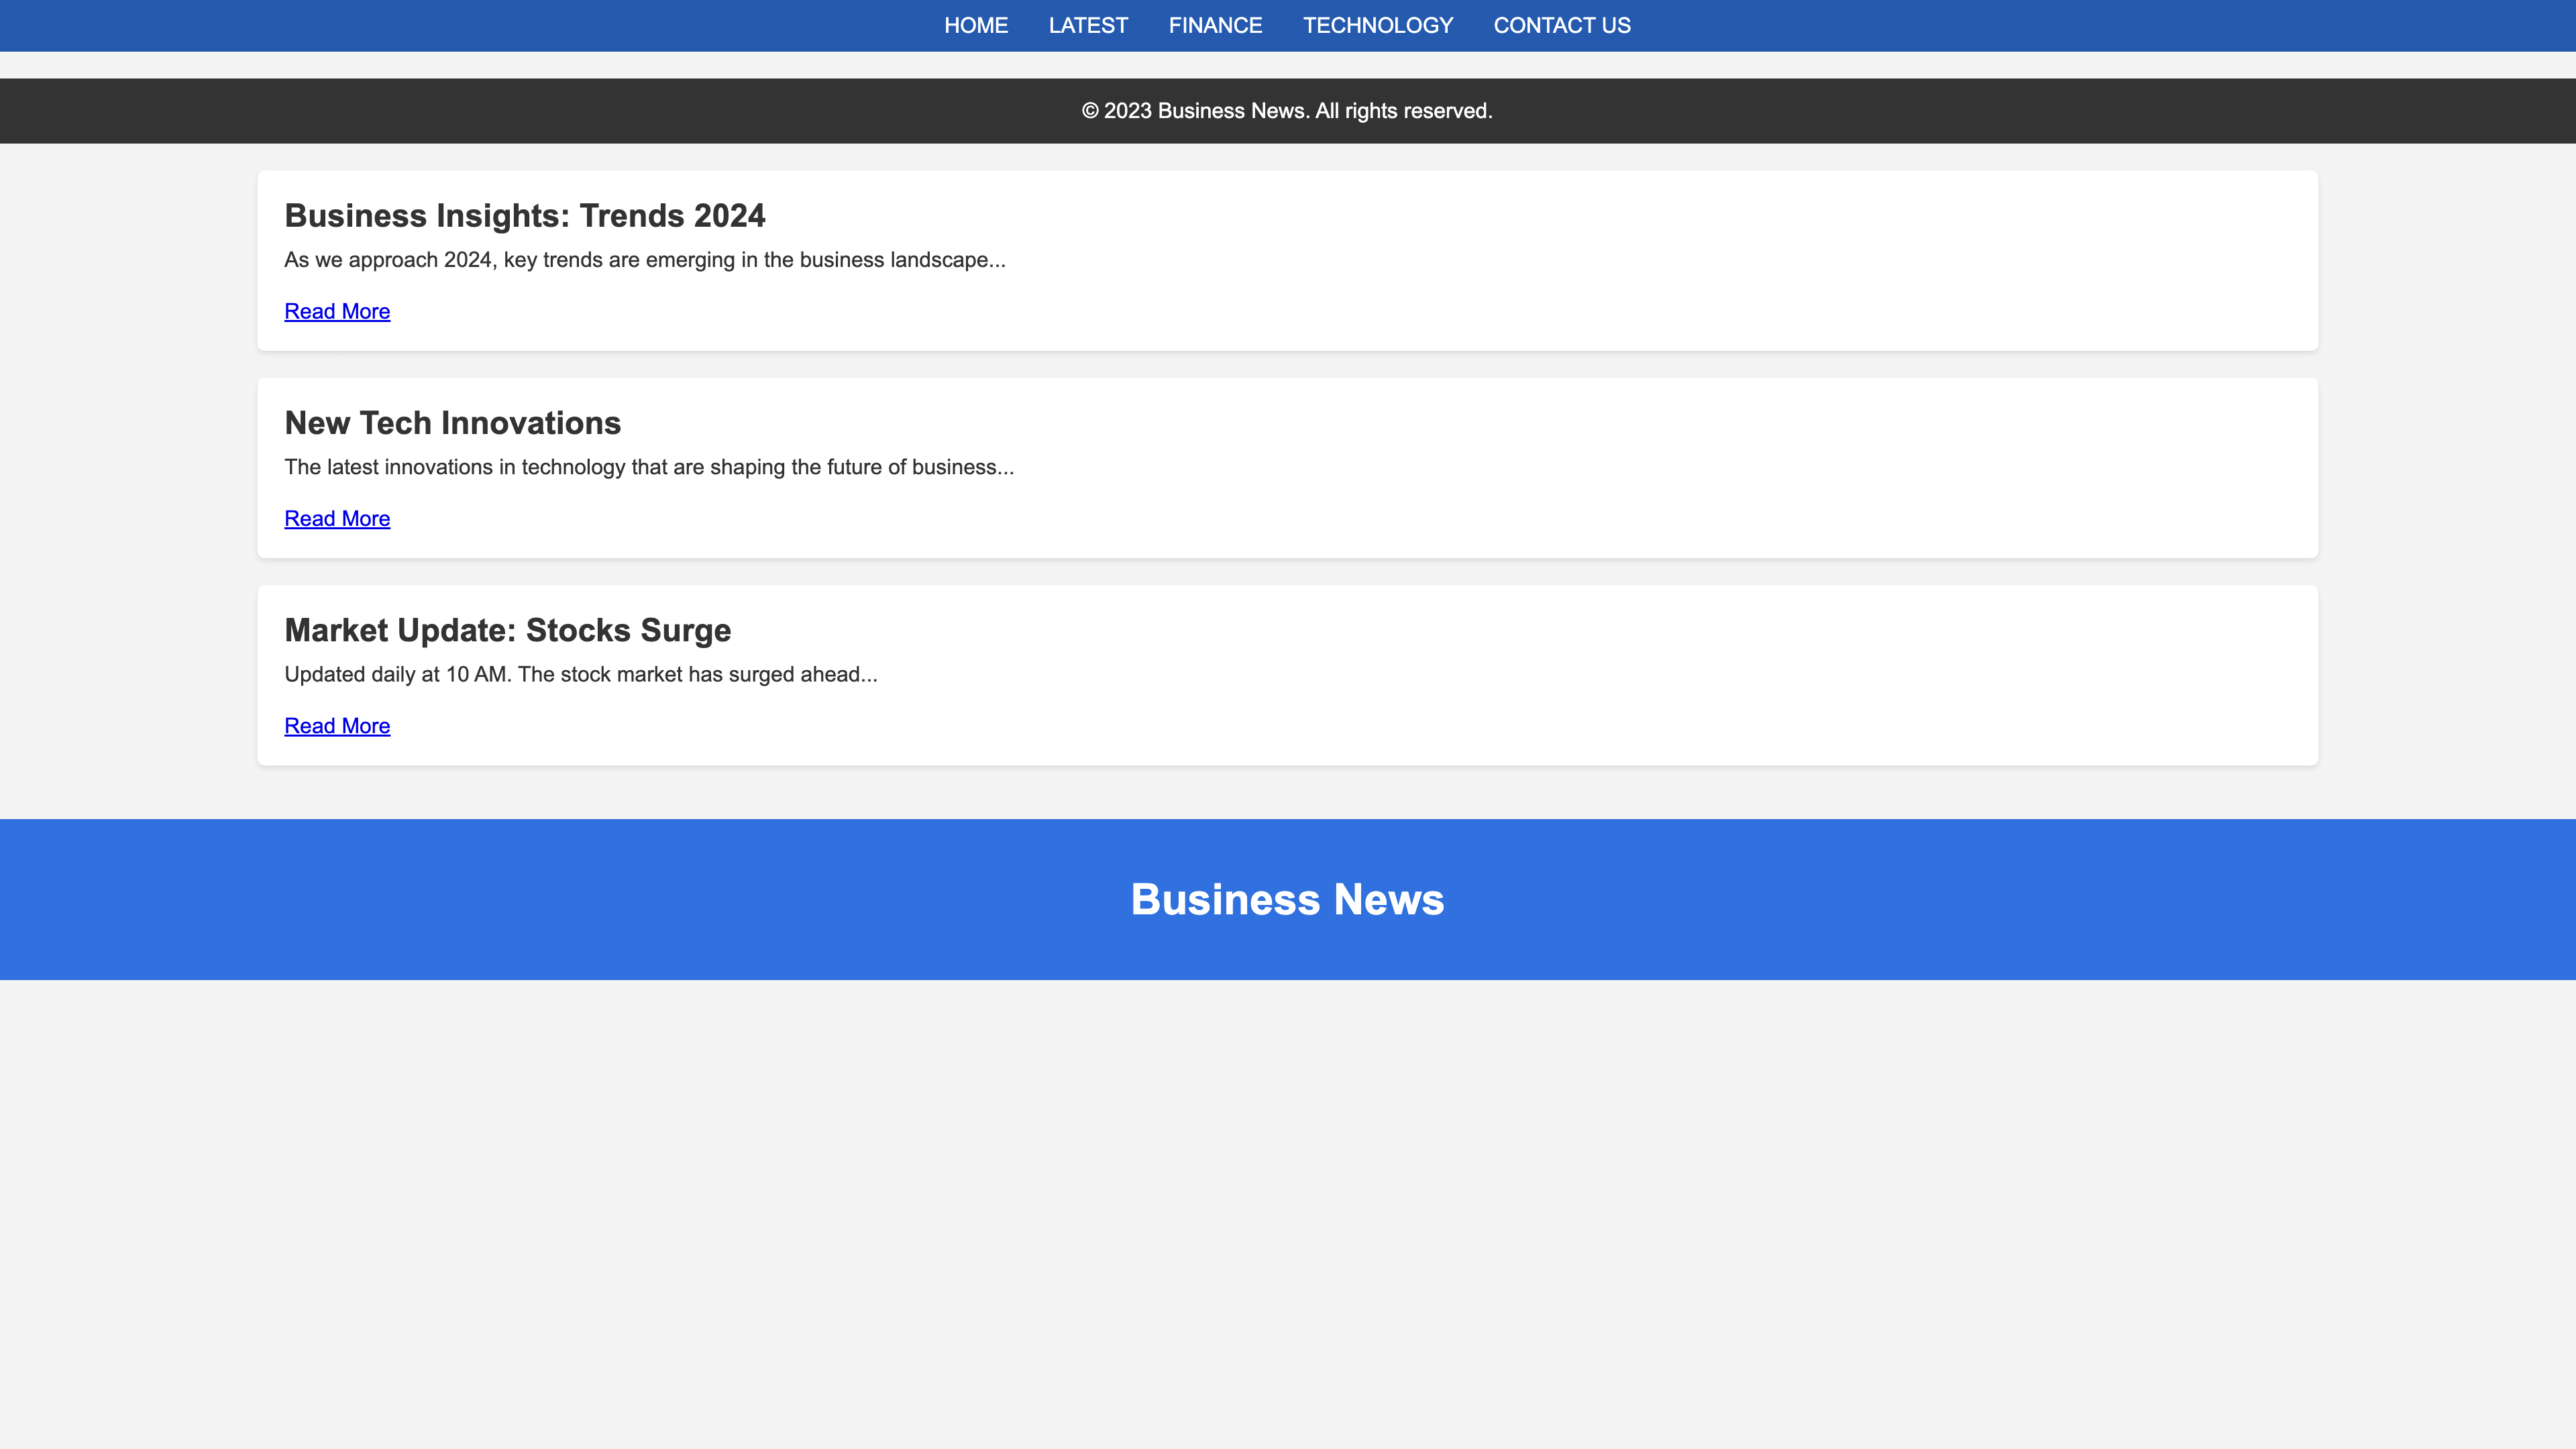 HOME LATEST FINANCE TECHNOLOGY CONTACT US
© 2023 Business News. All rights reserved.
Business Insights: Trends 2024
As we approach 2024, key trends are emerging in the business landscape...
Read More
New Tech Innovations
The latest innovations in technology that are shaping the future of business...
Read More
Market Update: Stocks Surge
Updated daily at 10 AM. The stock market has surged ahead...
Read More
Business News